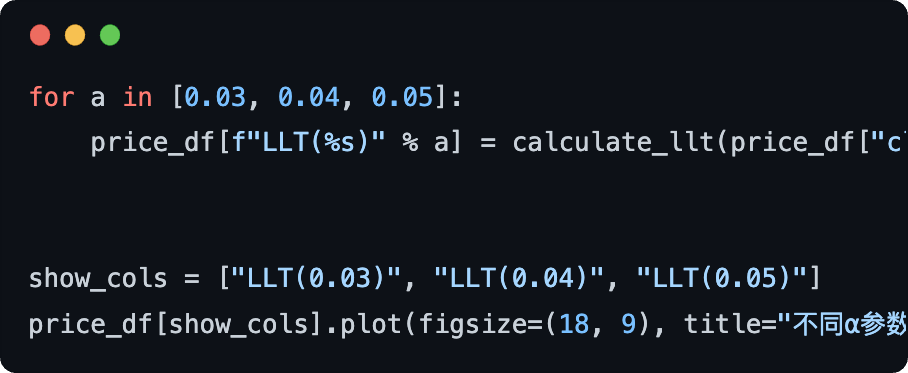 for a in [0.03, 0.04, 0.05]:
    price_df[f"LLT(%s)" % a] = calculate_llt(price_df["c
show_cols = ["LLT(0.03)", "LLT(0.04)", "LLT(0.05)"]
price_df[show_cols].plot(figsize=(18, 9), title="不同α参数